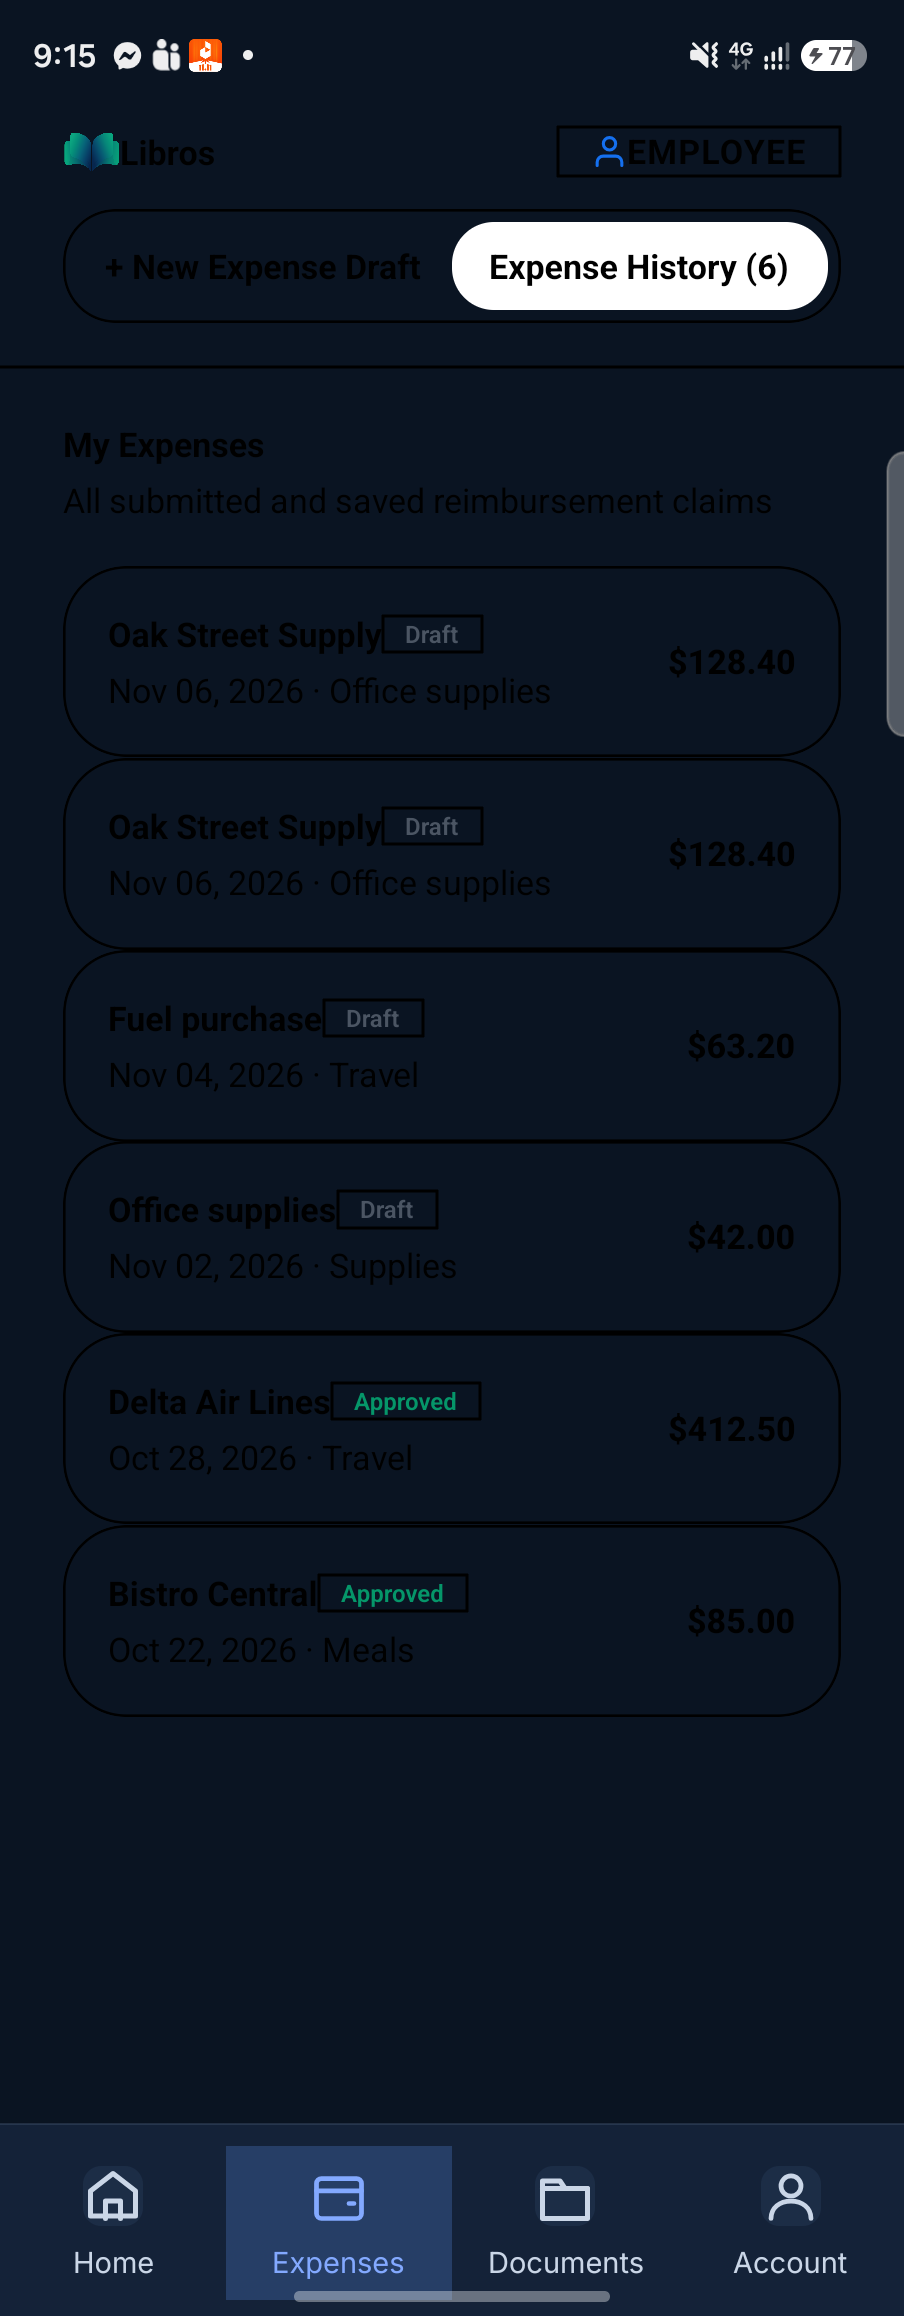 9:15
4G
77
Libros
EMPLOYEE
+ New Expense Draft
Expense History (6)
My Expenses
All submitted and saved reimbursement claims
Oak Street Supply Draft
Nov 06, 2026 · Office supplies
$128.40
Oak Street Supply Draft
Nov 06, 2026 · Office supplies
$128.40
Fuel purchase Draft
Nov 04, 2026 · Travel
$63.20
Office supplies Draft
Nov 02, 2026 · Supplies
$42.00
Delta Air Lines Approved
Oct 28, 2026 · Travel
$412.50
Bistro Central Approved
Oct 22, 2026 · Meals
$85.00
Home
Expenses
Documents
Account